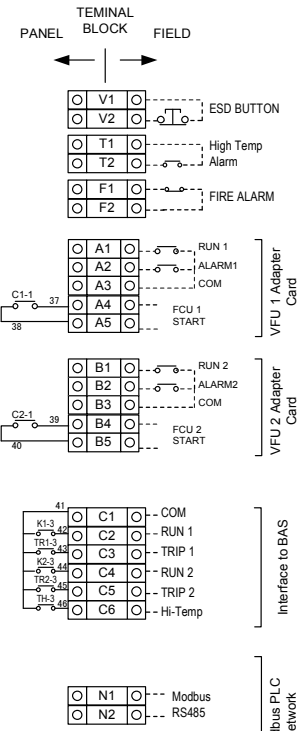 TEMINAL
BLOCK
PANEL
FIELD
V1
V2
ESD BUTTON
T1
T2
High Temp
Alarm
F1
F2
FIRE ALARM
A1
A2
A3
A4
A5
RUN 1
ALARM1
COM
FCU 1
START
C1-1
37
38
VFU 1 Adapter
Card
B1
B2
B3
B4
B5
RUN 2
ALARM2
COM
FCU 2
START
C2-1
39
40
VFU 2 Adapter
Card
41
C1
COM
K1-3
42
C2
RUN 1
TR1-3
43
C3
TRIP 1
K2-3
44
C4
RUN 2
TR2-3
45
C5
TRIP 2
TH-3
46
C6
Hi-Temp
Interface to BAS
N1
Modbus
N2
RS485
PLC